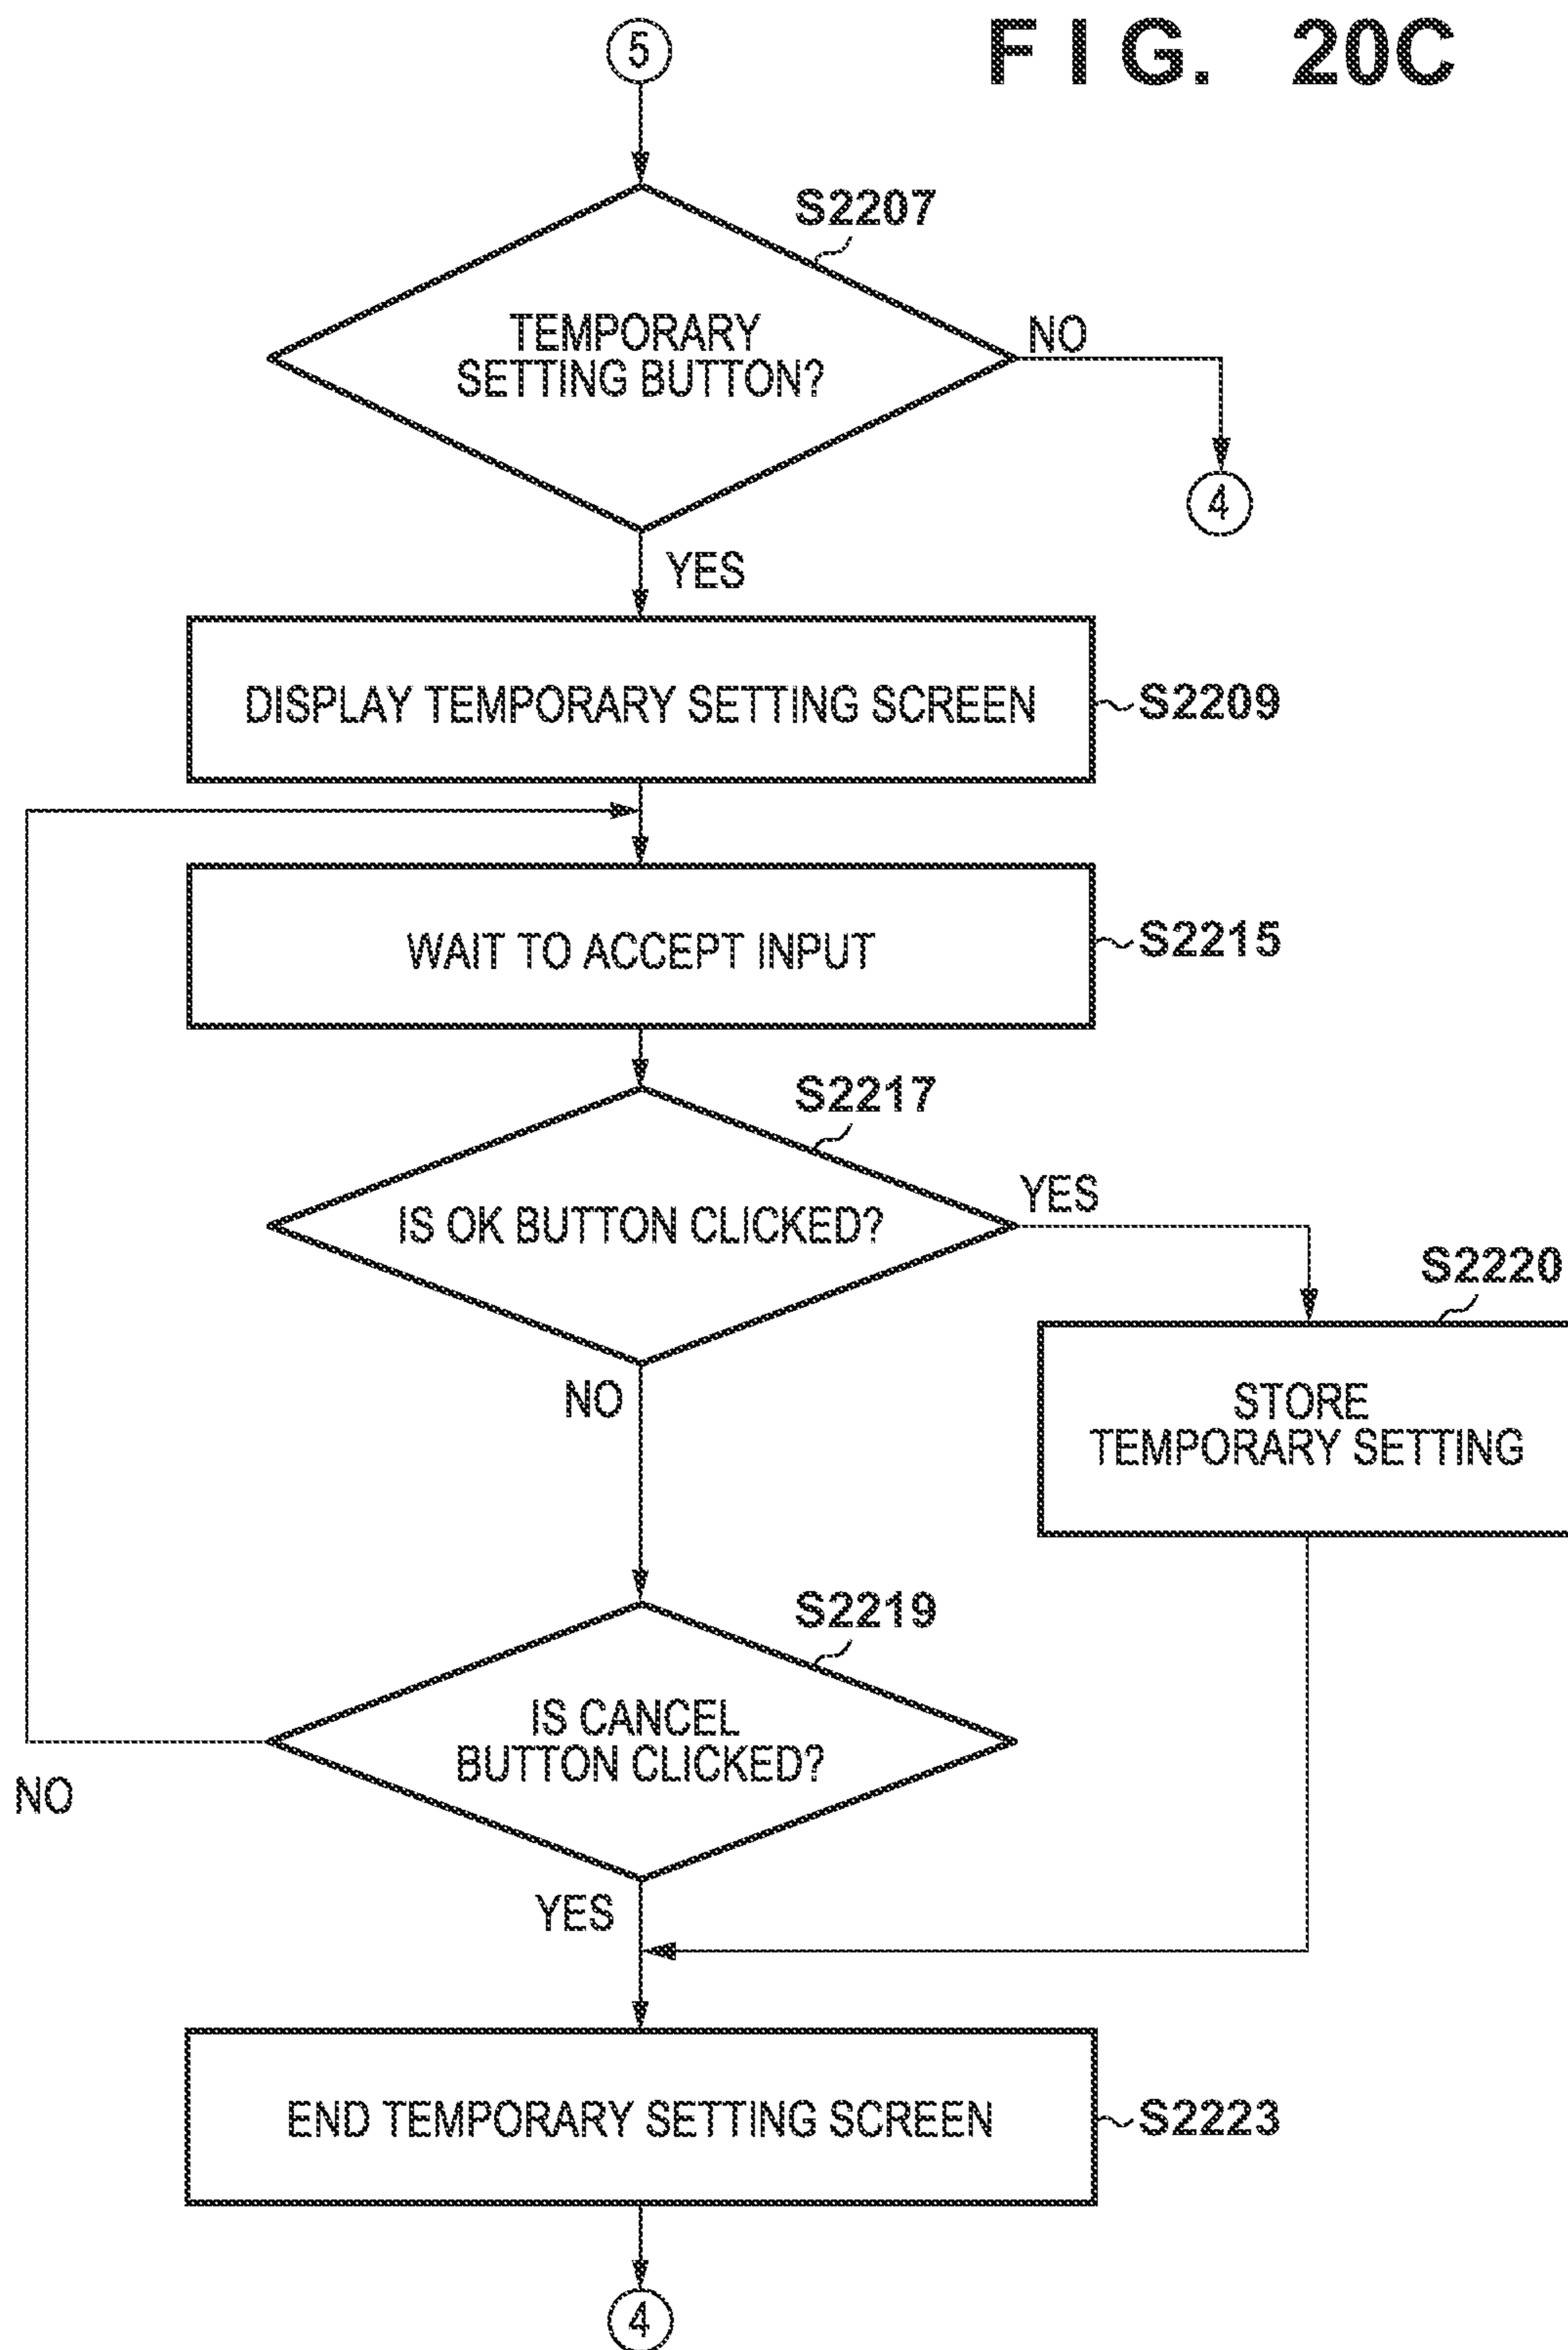 FIG. 20C
5
S2207
TEMPORARY
SETTING BUTTON?
NO
4
YES
DISPLAY TEMPORARY SETTING SCREEN
S2209
WAIT TO ACCEPT INPUT
S2215
S2217
IS OK BUTTON CLICKED?
YES
S2220
STORE
TEMPORARY SETTING
NO
S2219
IS CANCEL
BUTTON CLICKED?
NO
YES
END TEMPORARY SETTING SCREEN
S2223
4